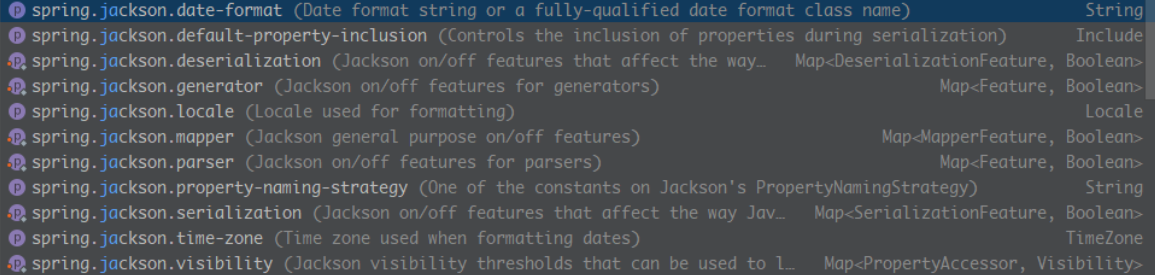 spring.jackson.date-format (Date format string or a fully-qualified date format class name) String
spring.jackson.default-property-inclusion (Controls the inclusion of properties during serialization) Include
spring.jackson.deserialization (Jackson on/off features that affect the way… Map<DeserializationFeature, Boolean>
spring.jackson.generator (Jackson on/off features for generators) Map<Feature, Boolean>
spring.jackson.locale (Locale used for formatting) Locale
spring.jackson.mapper (Jackson general purpose on/off features) Map<MapperFeature, Boolean>
spring.jackson.parser (Jackson on/off features for parsers) Map<Feature, Boolean>
spring.jackson.property-naming-strategy (One of the constants on Jackson's PropertyNamingStrategy) String
spring.jackson.serialization (Jackson on/off features that affect the way Jav… Map<SerializationFeature, Boolean>
spring.jackson.time-zone (Time zone used when formatting dates) TimeZone
spring.jackson.visibility (Jackson visibility thresholds that can be used to l… Map<PropertyAccessor, Visibility>